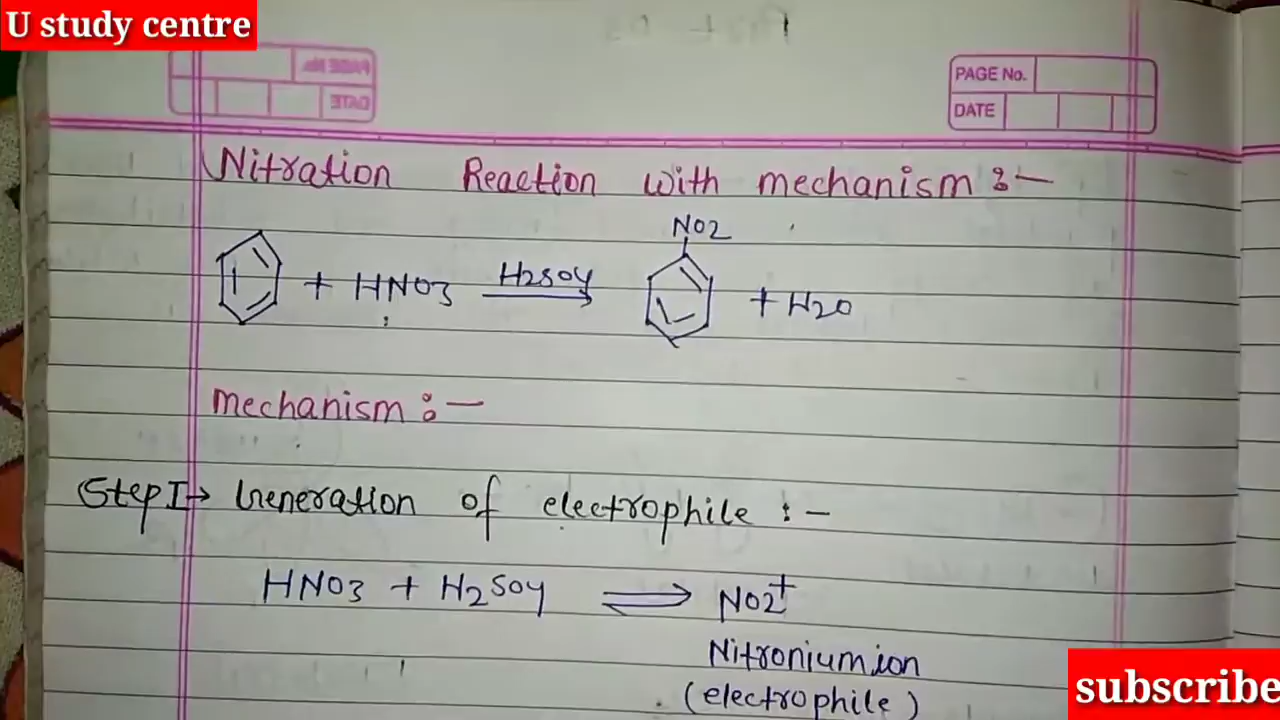 U study centre
PAGE No.
DATE
Nitration Reaction with mechanism :-
NO2
+ HNO3 H2SO4 + H2O
mechanism :-
Step I → Generation of electrophile :-
HNO3 + H2SO4 ⇌ NO2+
Nitronium ion
(electrophile)
subscribe